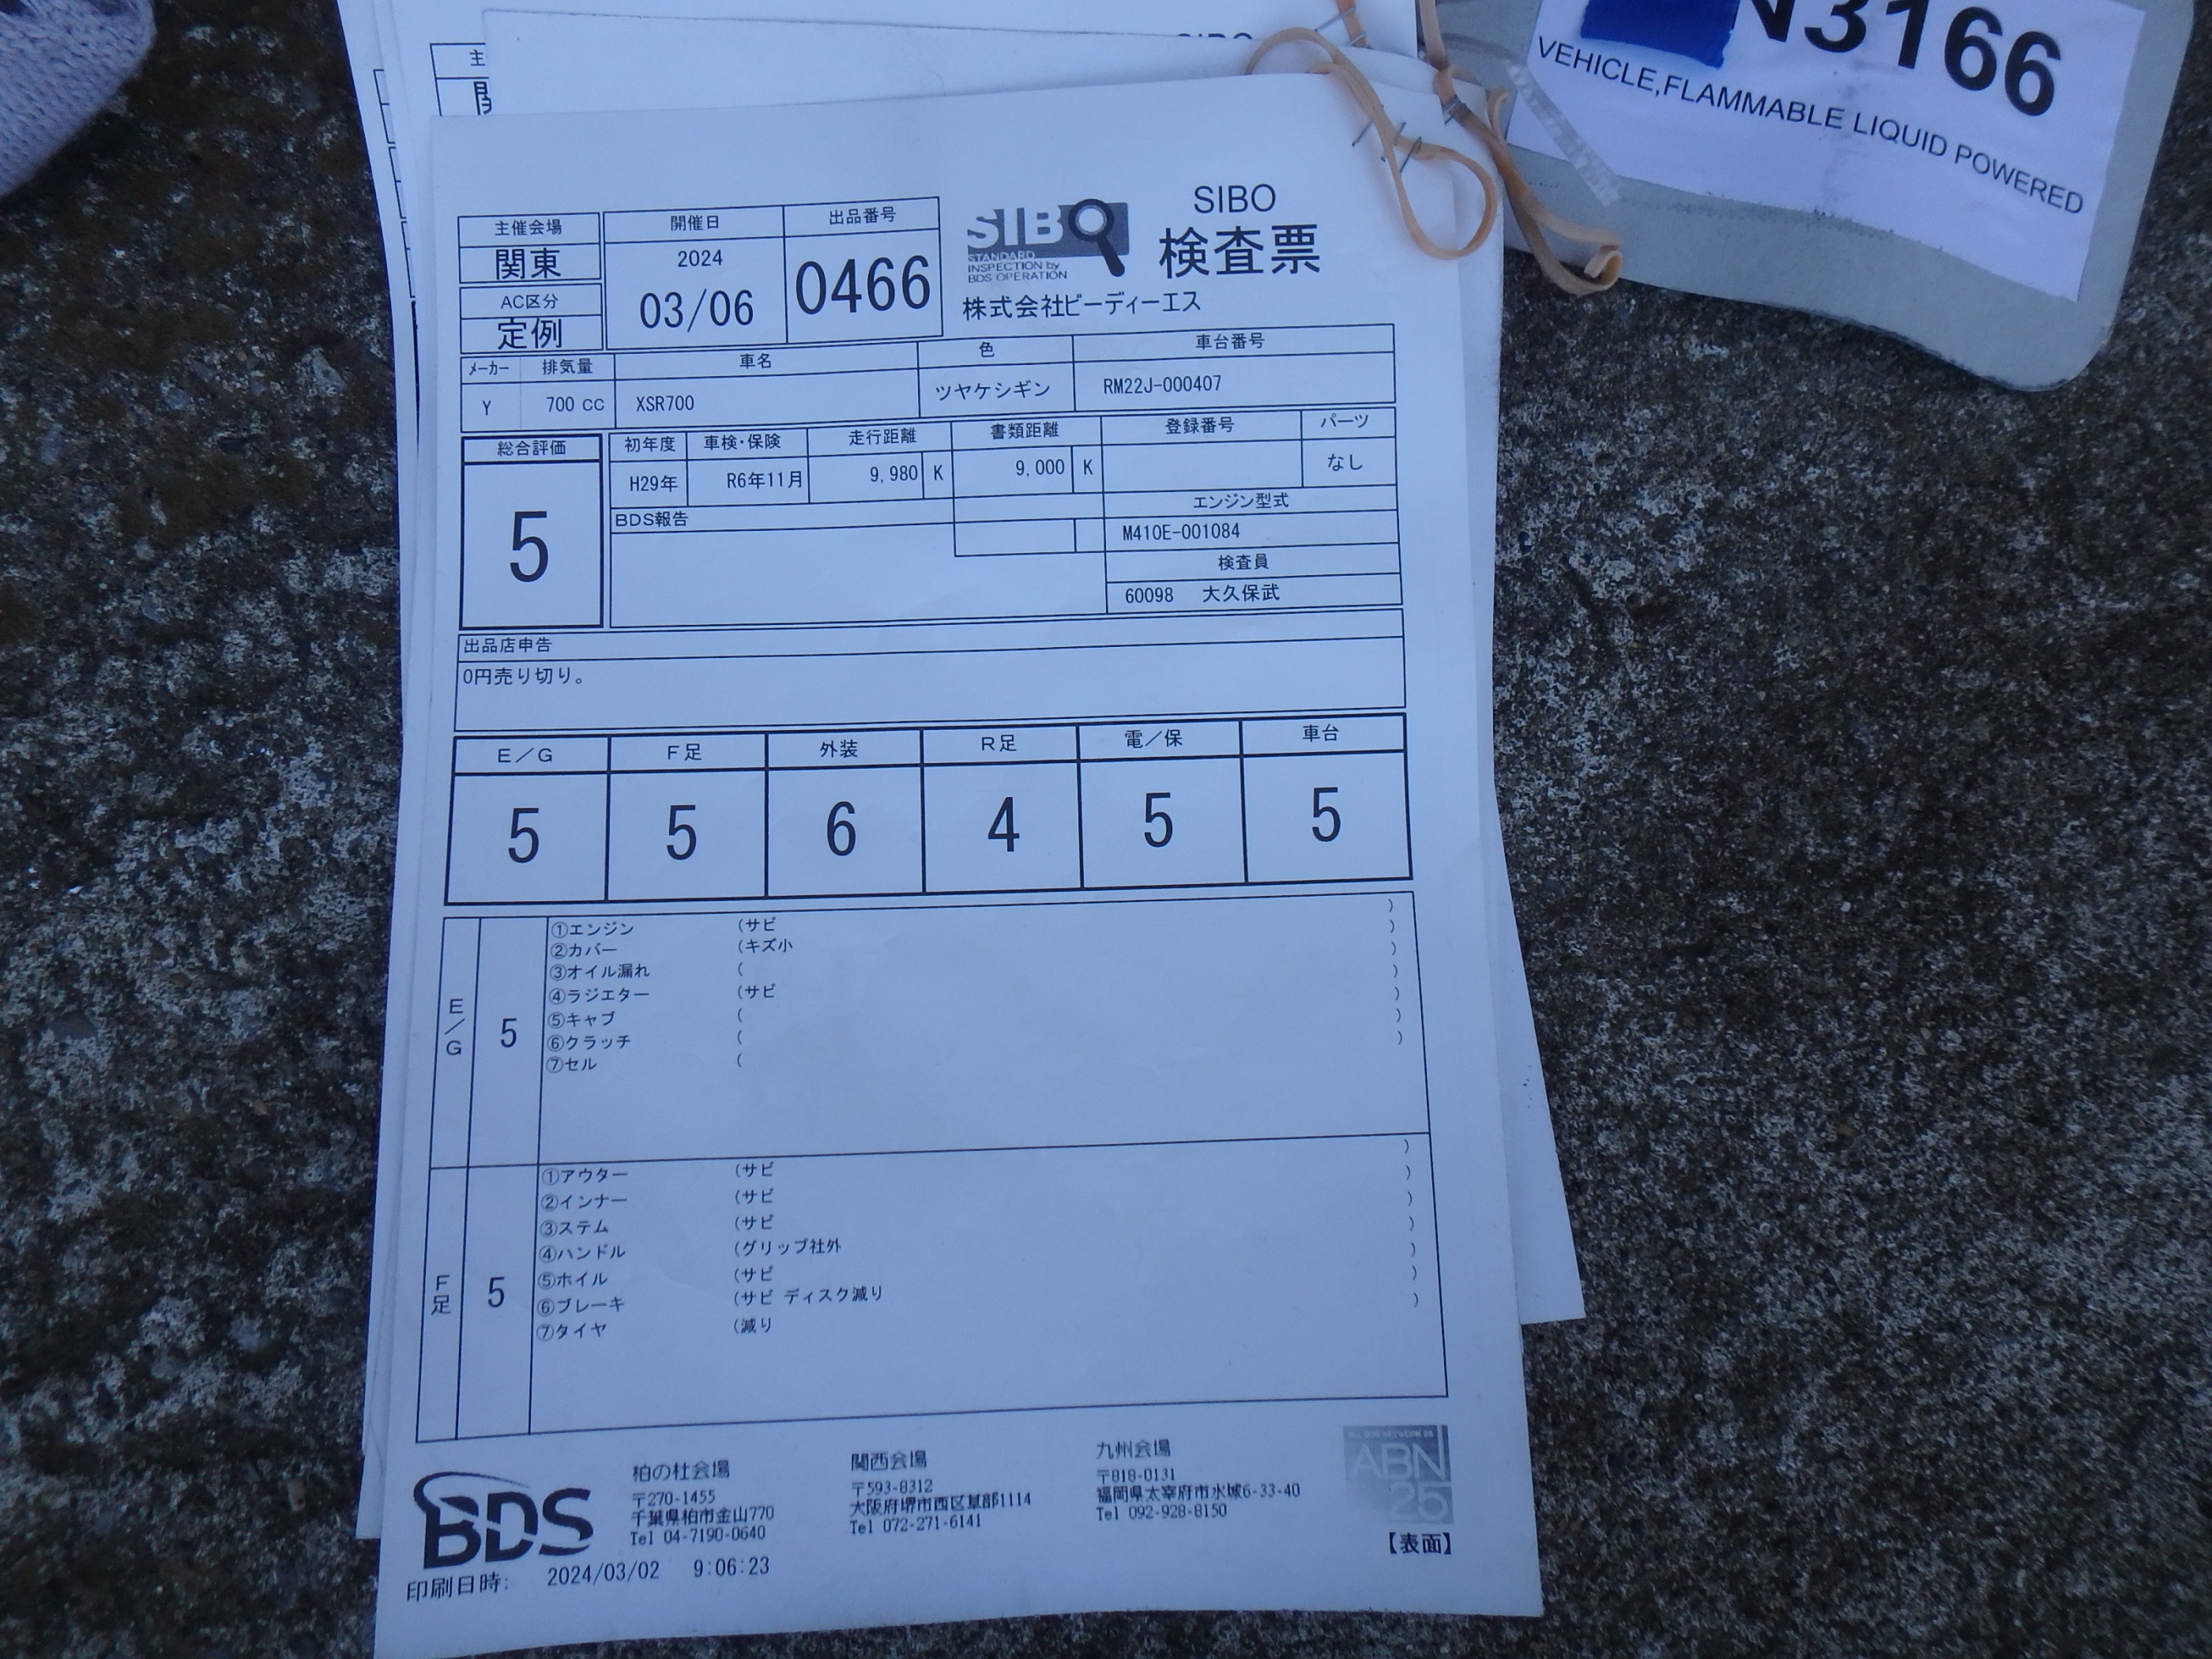 主
SIBO
N3166
VEHICLE,FLAMMABLE LIQUID POWERED
主催会場
関東
AC区分
定例
開催日
2024
03/06
出品番号
0466
SIBO
STANDARD
INSPECTION by
BDS OPERATION
SIBO
検査票
株式会社ビーディーエス
メーカー 排気量 車名 色 車台番号
Y 700 CC XSR700 ツヤケシギン RM22J-000407
総合評価
5
初年度 車検・保険 走行距離 書類距離 登録番号 パーツ
H29年 R6年11月 9,980 K 9,000 K なし
BDS報告
エンジン型式
M410E-001084
検査員
60098 大久保武
出品店申告
0円売り切り。
E/G F足 外装 R足 電/保 車台
5 5 6 4 5 5
E/G
5
①エンジン (サビ )
②カバー (キズ小 )
③オイル漏れ ( )
④ラジエター (サビ )
⑤キャブ ( )
⑥クラッチ ( )
⑦セル ( )
F足
5
①アウター (サビ )
②インナー (サビ )
③ステム (サビ )
④ハンドル (グリップ社外 )
⑤ホイル (サビ )
⑥ブレーキ (サビ ディスク減り )
⑦タイヤ (減り )
BDS
柏の杜会場
〒270-1455
千葉県柏市金山770
Tel 04-7190-0640
関西会場
〒593-8312
大阪府堺市西区草部1114
Tel 072-271-6141
九州会場
〒818-0131
福岡県太宰府市水城6-33-40
Tel 092-928-8150
ABN
25
【表面】
印刷日時: 2024/03/02 9:06:23